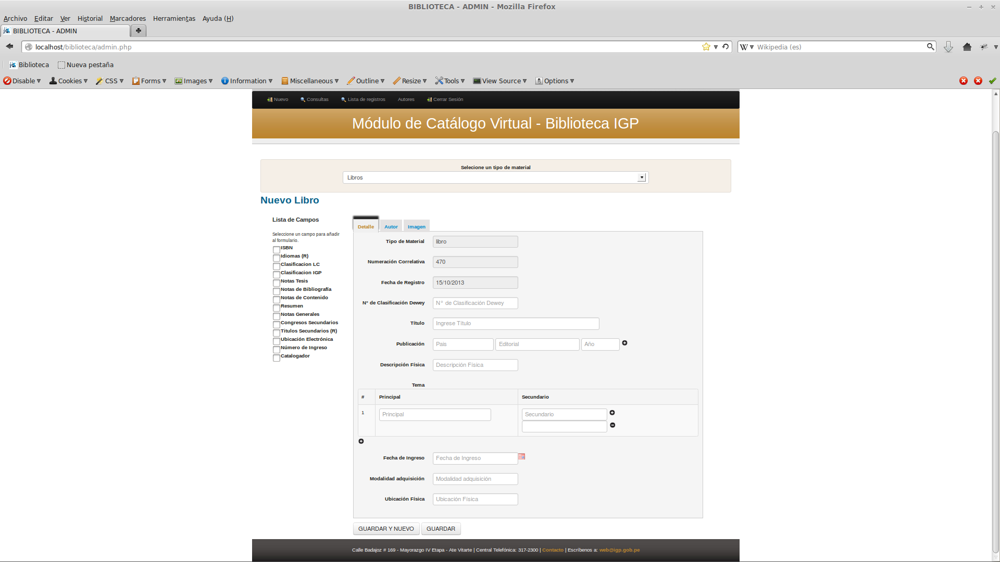 BIBLIOTECA - ADMIN - Mozilla Firefox
Archivo Editar Ver Historial Marcadores Herramientas Ayuda (H)
BIBLIOTECA - ADMIN
localhost/biblioteca/admin.php
W Wikipedia (es)
Biblioteca Nueva pestaña
Disable Cookies CSS Forms Images Information Miscellaneous Outline Resize Tools View Source Options
Nuevo Consultas Lista de registros Autores Cerrar Sesión
Módulo de Catálogo Virtual - Biblioteca IGP
Selecione un tipo de material
Libros
Nuevo Libro
Lista de Campos
Seleccione un campo para añadir
al formulario.
ISBN
Idiomas (R)
Clasificacion LC
Clasificacion IGP
Notas Tesis
Notas de Bibliografía
Notas de Contenido
Resumen
Notas Generales
Congresos Secundarios
Titulos Secundarios (R)
Ubicación Electrónica
Número de Ingreso
Catalogador
Detalle Autor Imagen
Tipo de Material libro
Numeración Correlativa 470
Fecha de Registro 15/10/2013
N° de Clasificación Dewey N° de Clasificación Dewey
Título Ingrese Título
Publicación Pais Editorial Año
Descripción Física Descripción Física
Tema
# Principal Secundario
1 Principal Secundario
Fecha de Ingreso Fecha de Ingreso
Modalidad adquisición Modalidad adquisición
Ubicación Física Ubicación Física
GUARDAR Y NUEVO GUARDAR
Calle Badajoz # 169 - Mayorazgo IV Etapa - Ate Vitarte | Central Telefónica: 317-2300 | Contacto | Escríbenos a: web@igp.gob.pe